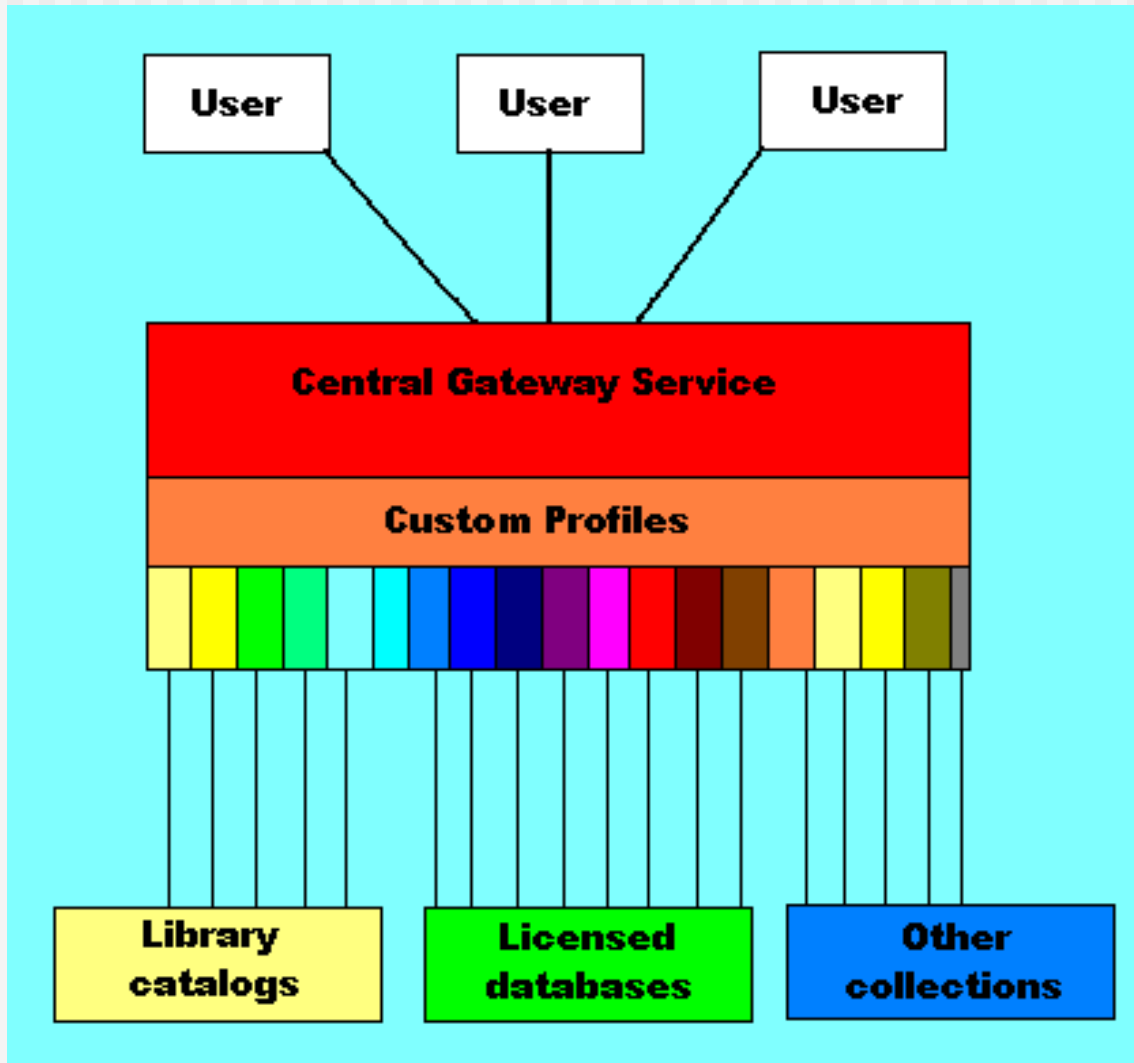 User
User
User
Central Gateway Service
Custom Profiles
Library
catalogs
Licensed
databases
Other
collections